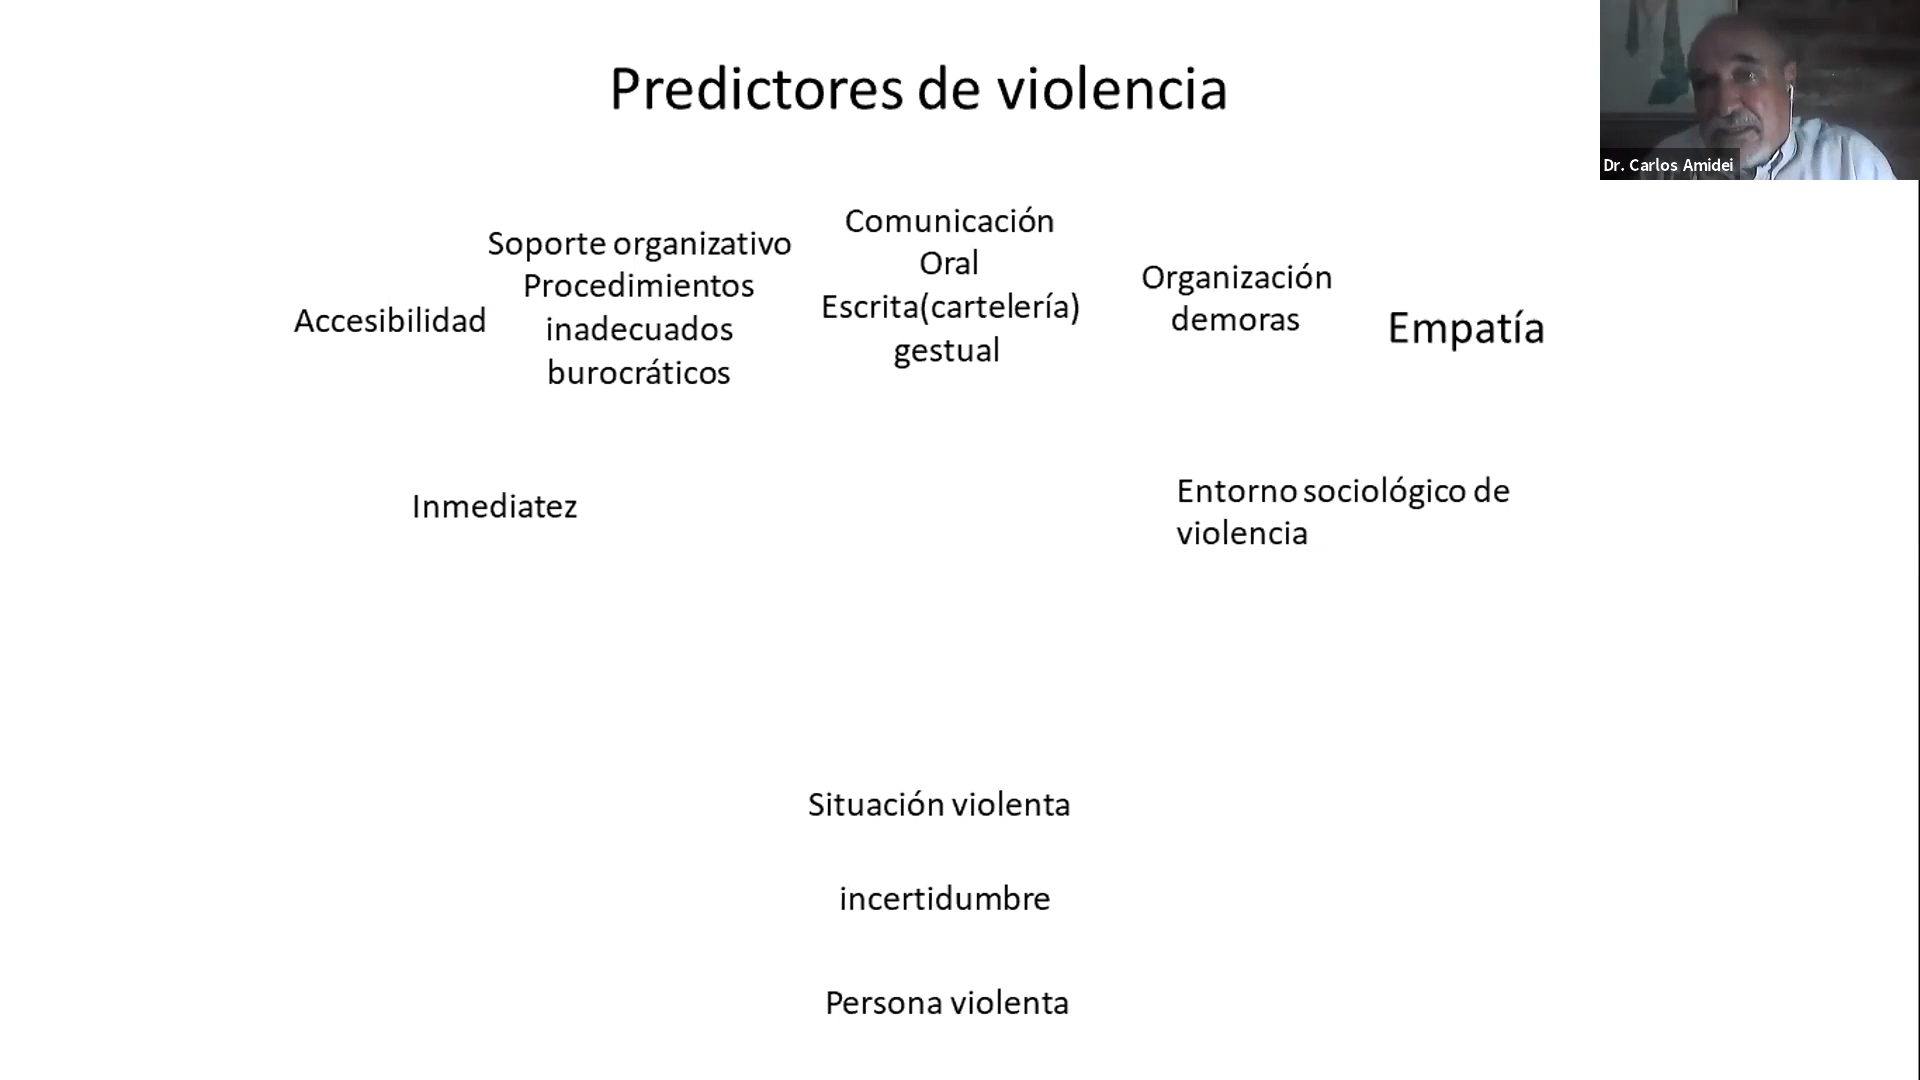 Predictores de violencia
Dr. Carlos Amidei
Accesibilidad
Soporte organizativo
Procedimientos
inadecuados
burocráticos
Comunicación
Oral
Escrita(cartelería)
gestual
Organización
demoras
Empatía
Inmediatez
Entorno sociológico de
violencia
Situación violenta
incertidumbre
Persona violenta